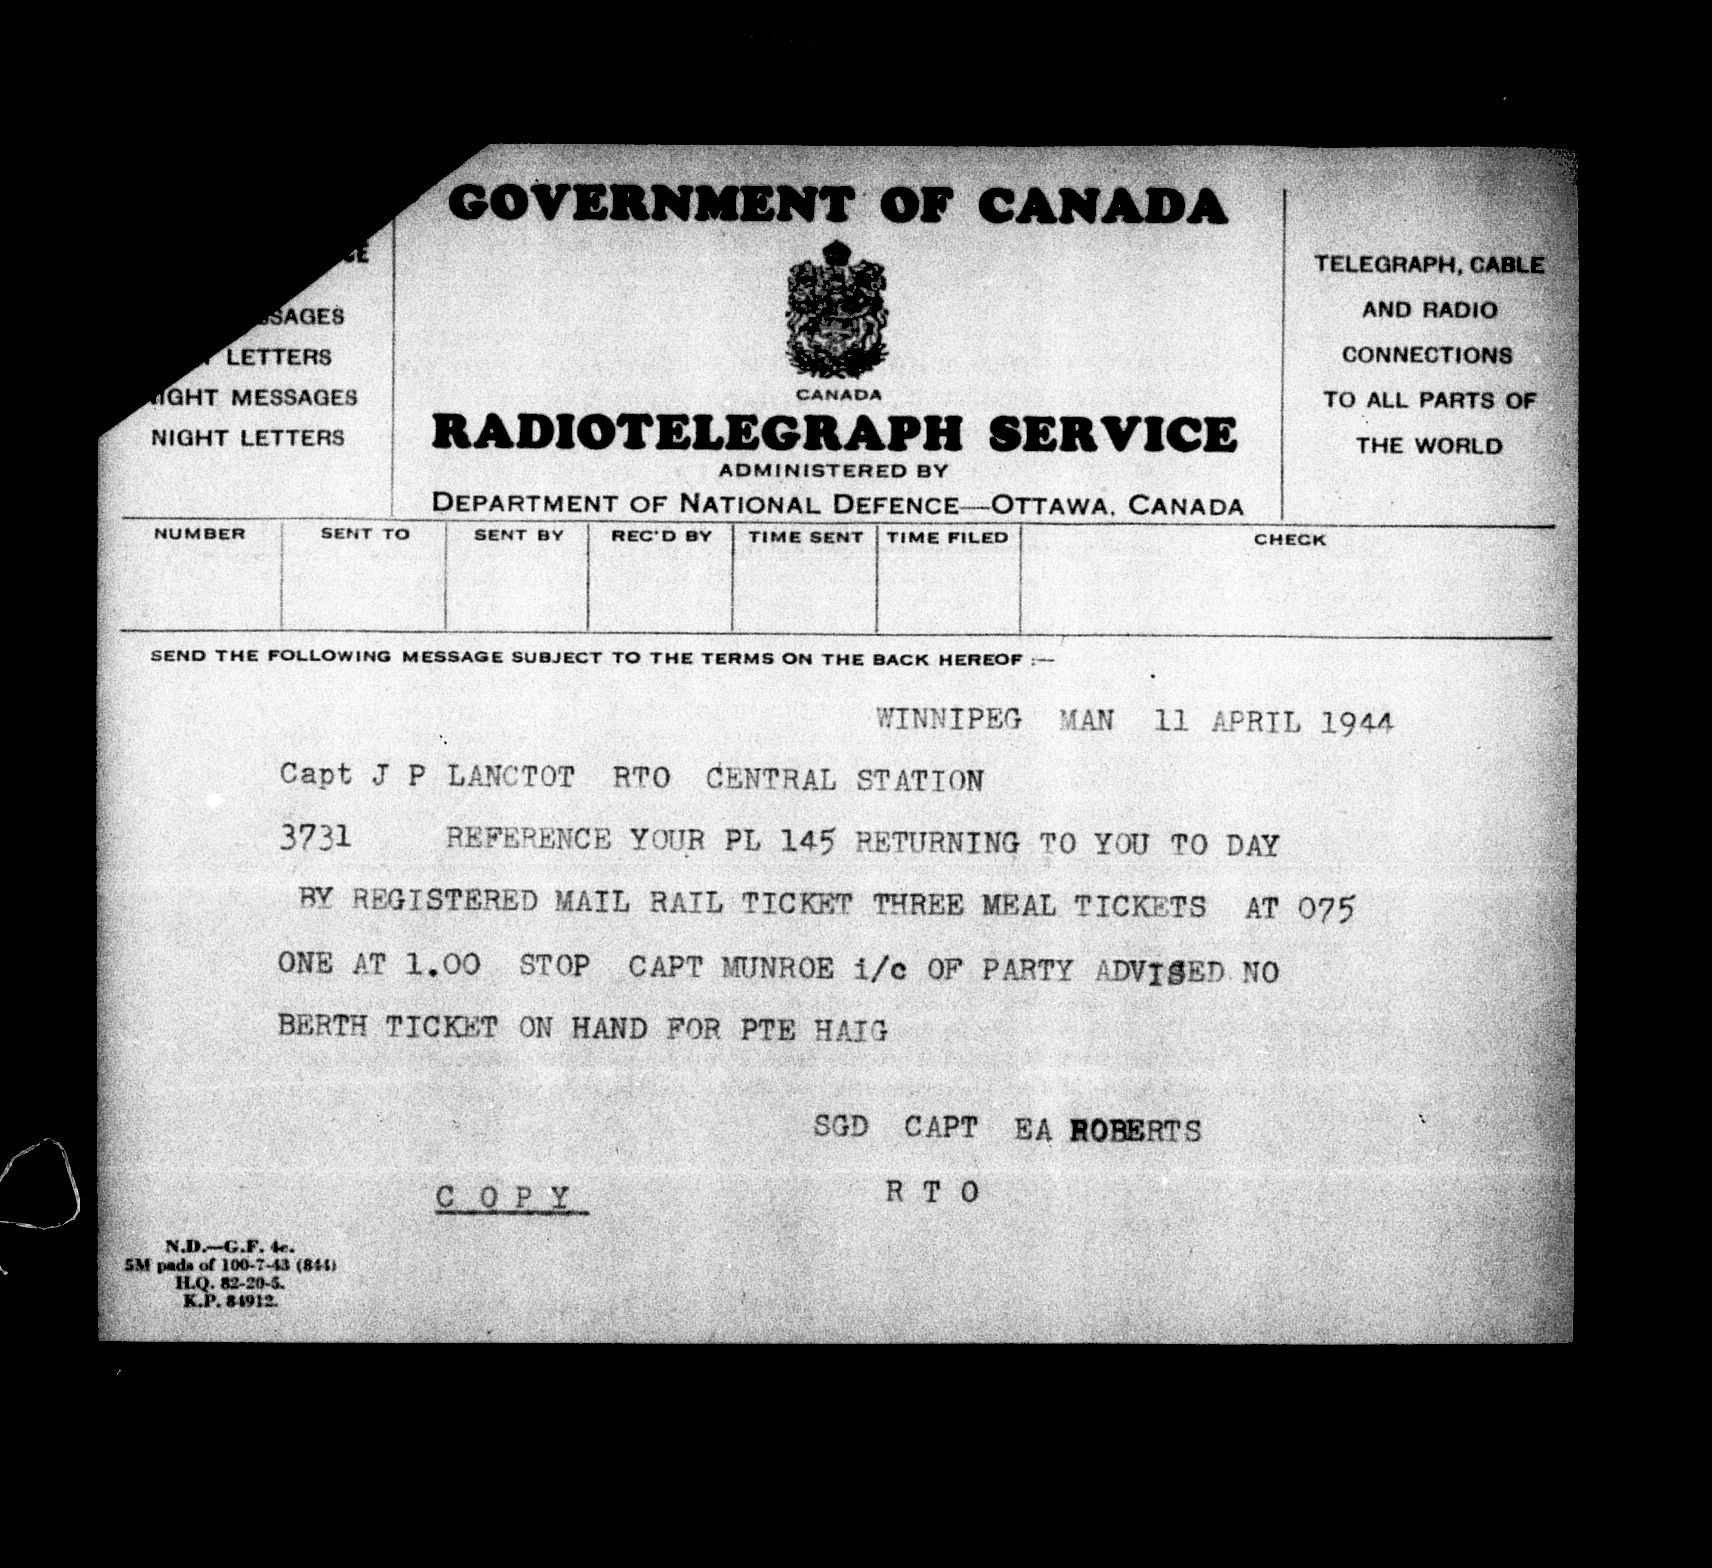 GOVERNMENT OF CANADA
SSAGES
LETTERS
NIGHT MESSAGES
NIGHT LETTERS
CANADA
RADIOTELEGRAPH SERVICE
ADMINISTERED BY
DEPARTMENT OF NATIONAL DEFENCE—OTTAWA, CANADA
TELEGRAPH, CABLE
AND RADIO
CONNECTIONS
TO ALL PARTS OF
THE WORLD
NUMBER SENT TO SENT BY REC'D BY TIME SENT TIME FILED CHECK
SEND THE FOLLOWING MESSAGE SUBJECT TO THE TERMS ON THE BACK HEREOF :—
WINNIPEG MAN 11 APRIL 1944
Capt J P LANCTOT RTO CENTRAL STATION
3731 REFERENCE YOUR PL 145 RETURNING TO YOU TO DAY
BY REGISTERED MAIL RAIL TICKET THREE MEAL TICKETS AT 075
ONE AT 1.00 STOP CAPT MUNROE i/c OF PARTY ADVISED NO
BERTH TICKET ON HAND FOR PTE HAIG
SGD CAPT EA ROBERTS
COPY R T O
N.D.—G.F. 4c.
5M pads of 100-7-43 (844)
H.Q. 82-20-5.
K.P. 84912.